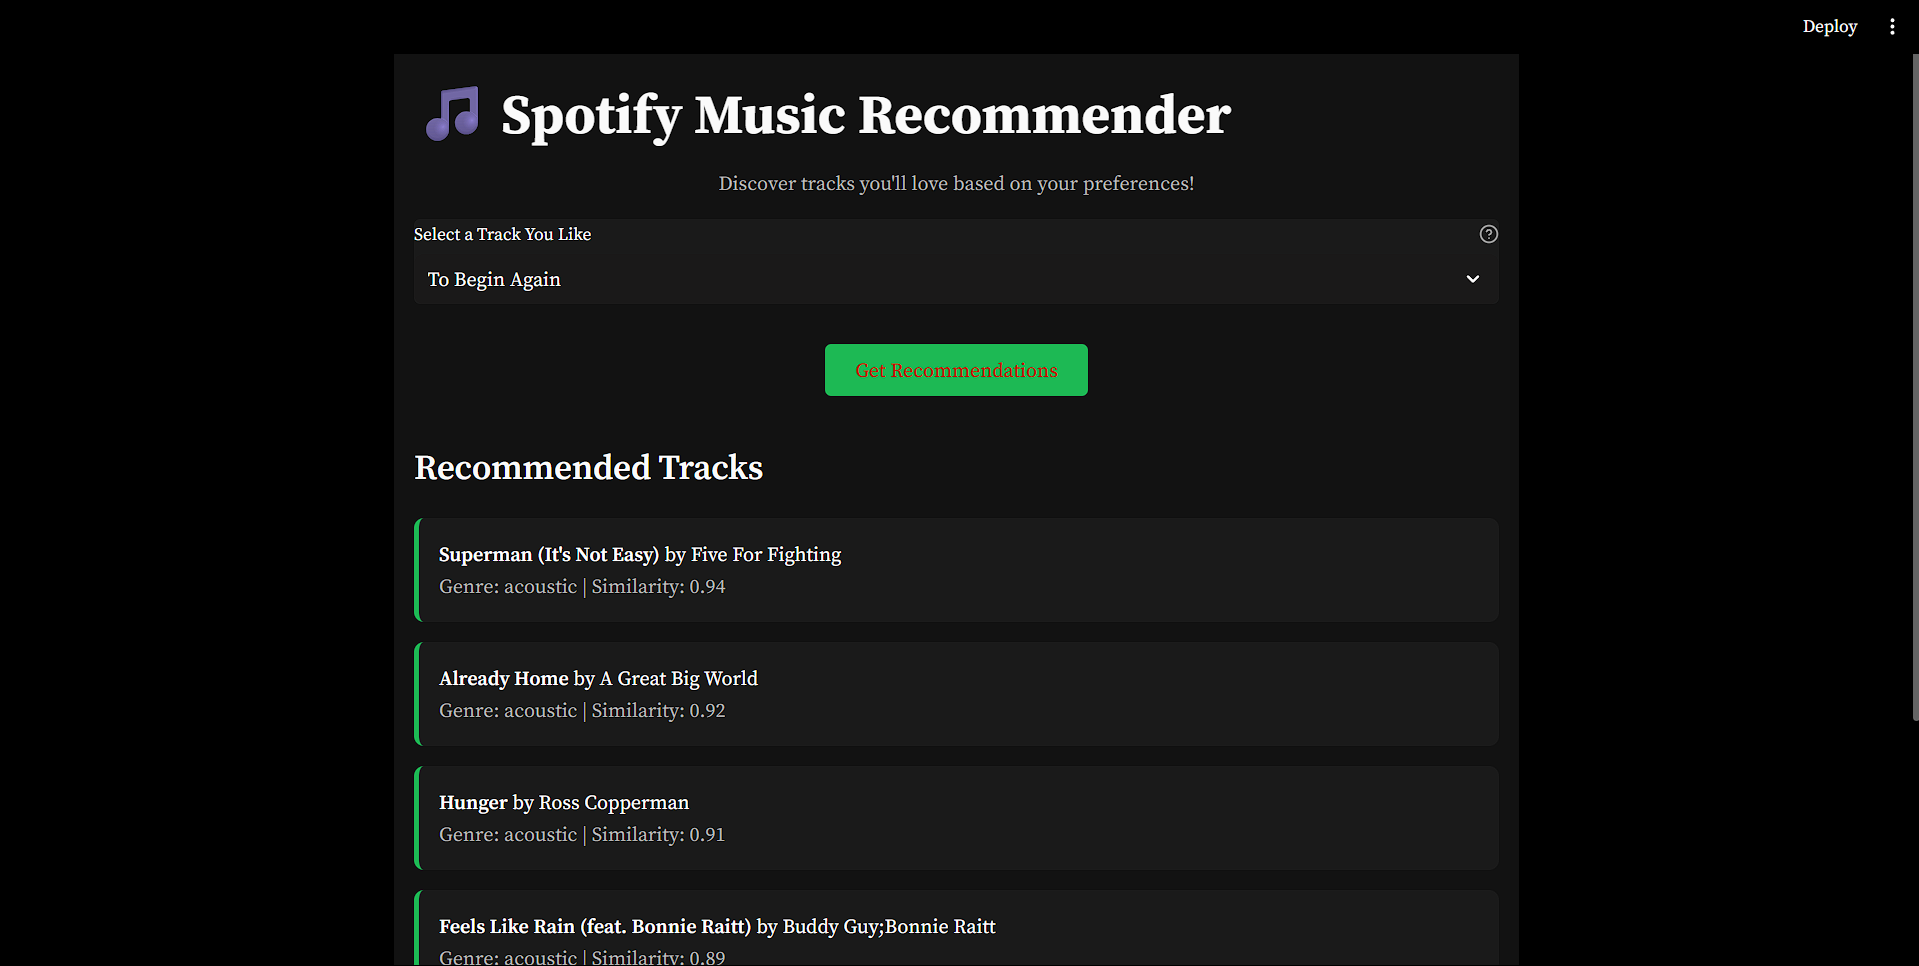 Deploy
Spotify Music Recommender
Discover tracks you'll love based on your preferences!
Select a Track You Like
To Begin Again
Get Recommendations
Recommended Tracks
Superman (It's Not Easy) by Five For Fighting
Genre: acoustic | Similarity: 0.94
Already Home by A Great Big World
Genre: acoustic | Similarity: 0.92
Hunger by Ross Copperman
Genre: acoustic | Similarity: 0.91
Feels Like Rain (feat. Bonnie Raitt) by Buddy Guy;Bonnie Raitt
Genre: acoustic | Similarity: 0.89